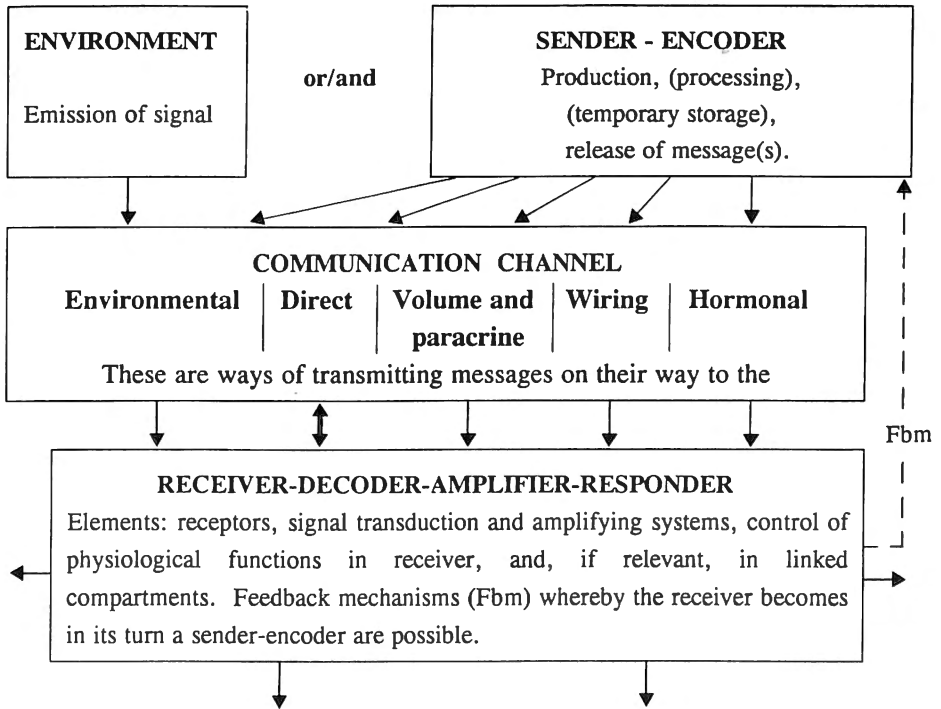 ENVIRONMENT
Emission of signal
or/and
SENDER - ENCODER
Production, (processing),
(temporary storage),
release of message(s).
COMMUNICATION CHANNEL
Environmental
Direct
Volume and
paracrine
Wiring
Hormonal
These are ways of transmitting messages on their way to the
Fbm
RECEIVER-DECODER-AMPLIFIER-RESPONDER
Elements: receptors, signal transduction and amplifying systems, control of
physiological functions in receiver, and, if relevant, in linked
compartments. Feedback mechanisms (Fbm) whereby the receiver becomes
in its turn a sender-encoder are possible.